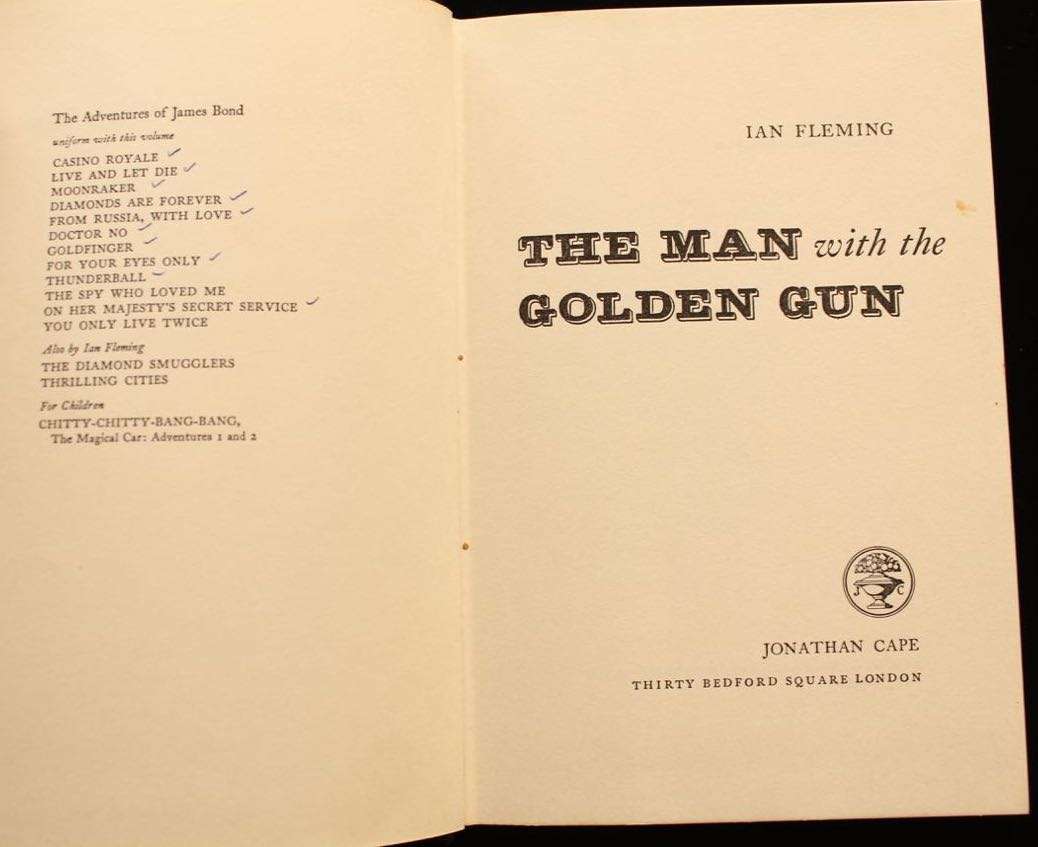 The Adventures of James Bond
uniform with this volume
CASINO ROYALE
LIVE AND LET DIE
MOONRAKER
DIAMONDS ARE FOREVER
FROM RUSSIA, WITH LOVE
DOCTOR NO
GOLDFINGER
FOR YOUR EYES ONLY
THUNDERBALL
THE SPY WHO LOVED ME
ON HER MAJESTY'S SECRET SERVICE
YOU ONLY LIVE TWICE
Also by Ian Fleming
THE DIAMOND SMUGGLERS
THRILLING CITIES
For Children
CHITTY-CHITTY-BANG-BANG,
The Magical Car: Adventures 1 and 2
IAN FLEMING
THE MAN with the
GOLDEN GUN
J C
JONATHAN CAPE
THIRTY BEDFORD SQUARE LONDON